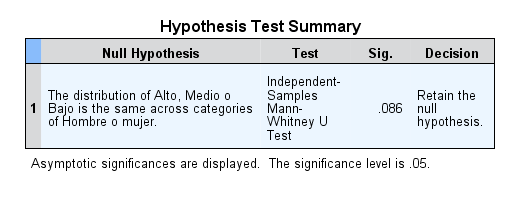 Hypothesis Test Summary
Null Hypothesis Test Sig. Decision
1 The distribution of Alto, Medio o Bajo is the same across categories of Hombre o mujer. Independent-Samples Mann-Whitney U Test .086 Retain the null hypothesis.
Asymptotic significances are displayed. The significance level is .05.